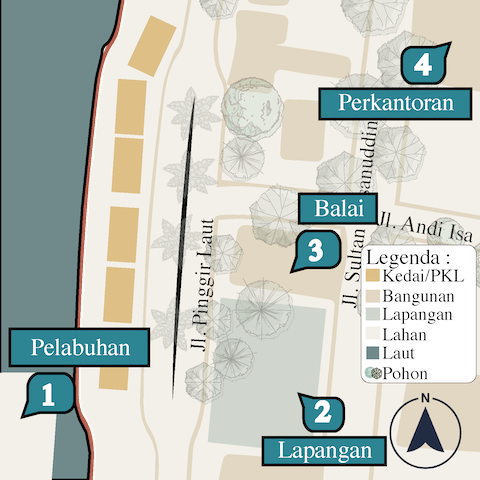 4
Perkantoran
Jl. Sultan Hasanuddin
Balai
Jl. Andi Isa
3
Jl. Pinggir Laut
Legenda :
Kedai/PKL
Bangunan
Lapangan
Lahan
Laut
Pohon
Pelabuhan
1
2
Lapangan
N